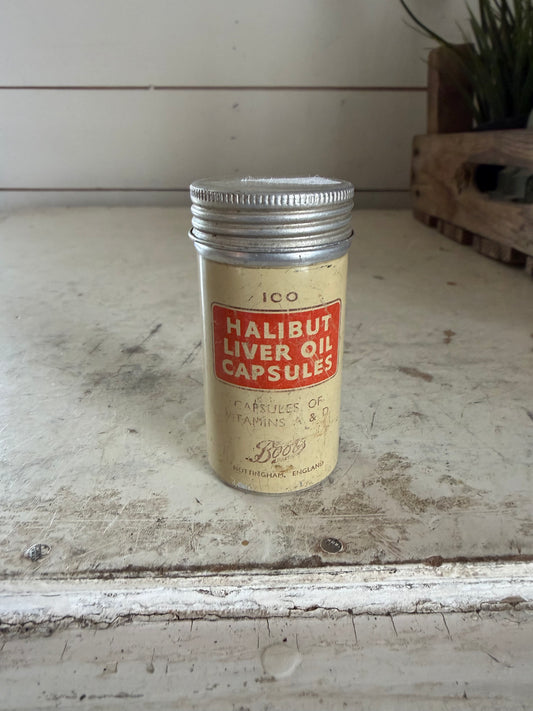 100
HALIBUT
LIVER OIL
CAPSULES
CAPSULES OF
VITAMINS A & D
Boots
NOTTINGHAM, ENGLAND